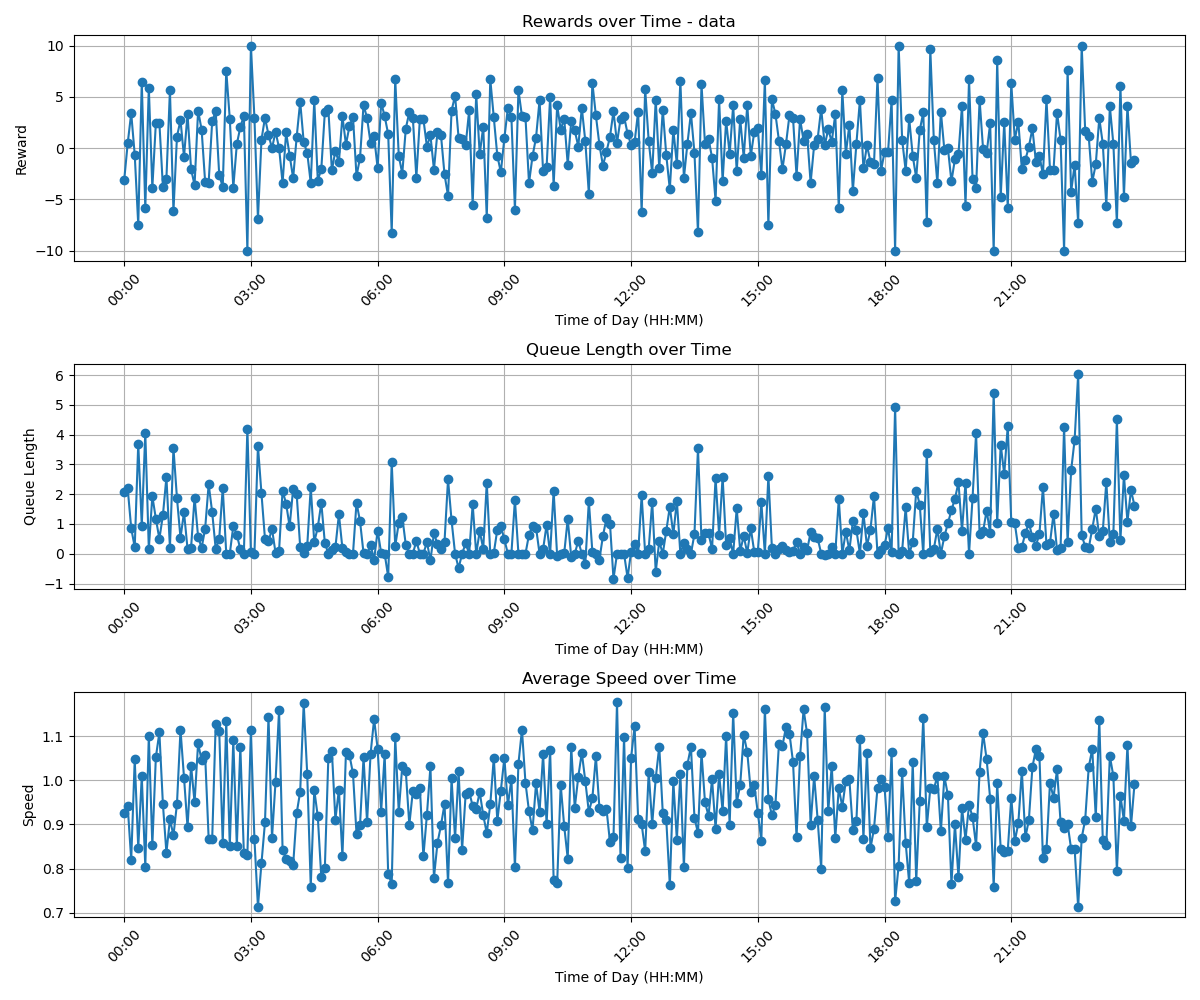 Rewards over Time - data
10
5
0
−5
−10
Reward
00:00 03:00 06:00 09:00 12:00 15:00 18:00 21:00
Time of Day (HH:MM)
Queue Length over Time
6
5
4
3
2
1
0
−1
Queue Length
00:00 03:00 06:00 09:00 12:00 15:00 18:00 21:00
Time of Day (HH:MM)
Average Speed over Time
1.1
1.0
0.9
0.8
0.7
Speed
00:00 03:00 06:00 09:00 12:00 15:00 18:00 21:00
Time of Day (HH:MM)